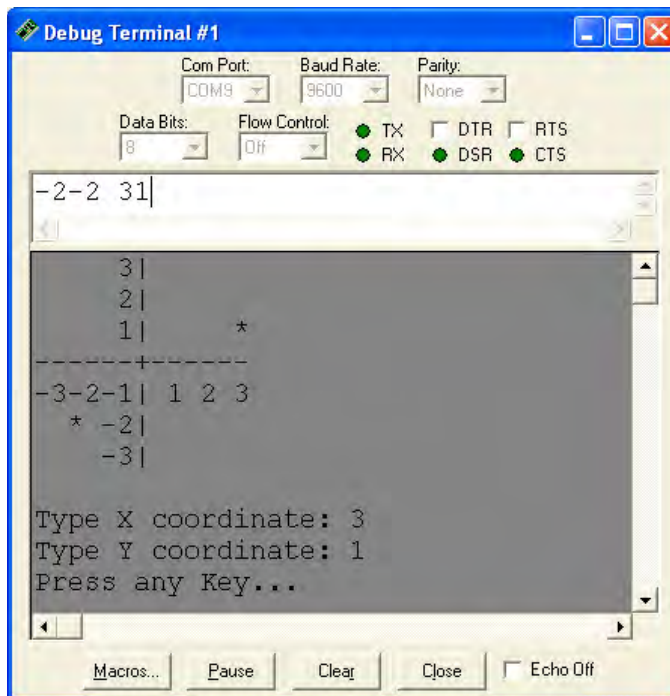 Debug Terminal #1
Com Port: Baud Rate: Parity:
COM9 9600 None
Data Bits: Flow Control: TX DTR RTS
8 Off RX DSR CTS
-2-2 31
3|
2|
1|     *
------+------
-3-2-1| 1 2 3
  * -2|
    -3|
Type X coordinate: 3
Type Y coordinate: 1
Press any Key...
Macros... Pause Clear Close Echo Off